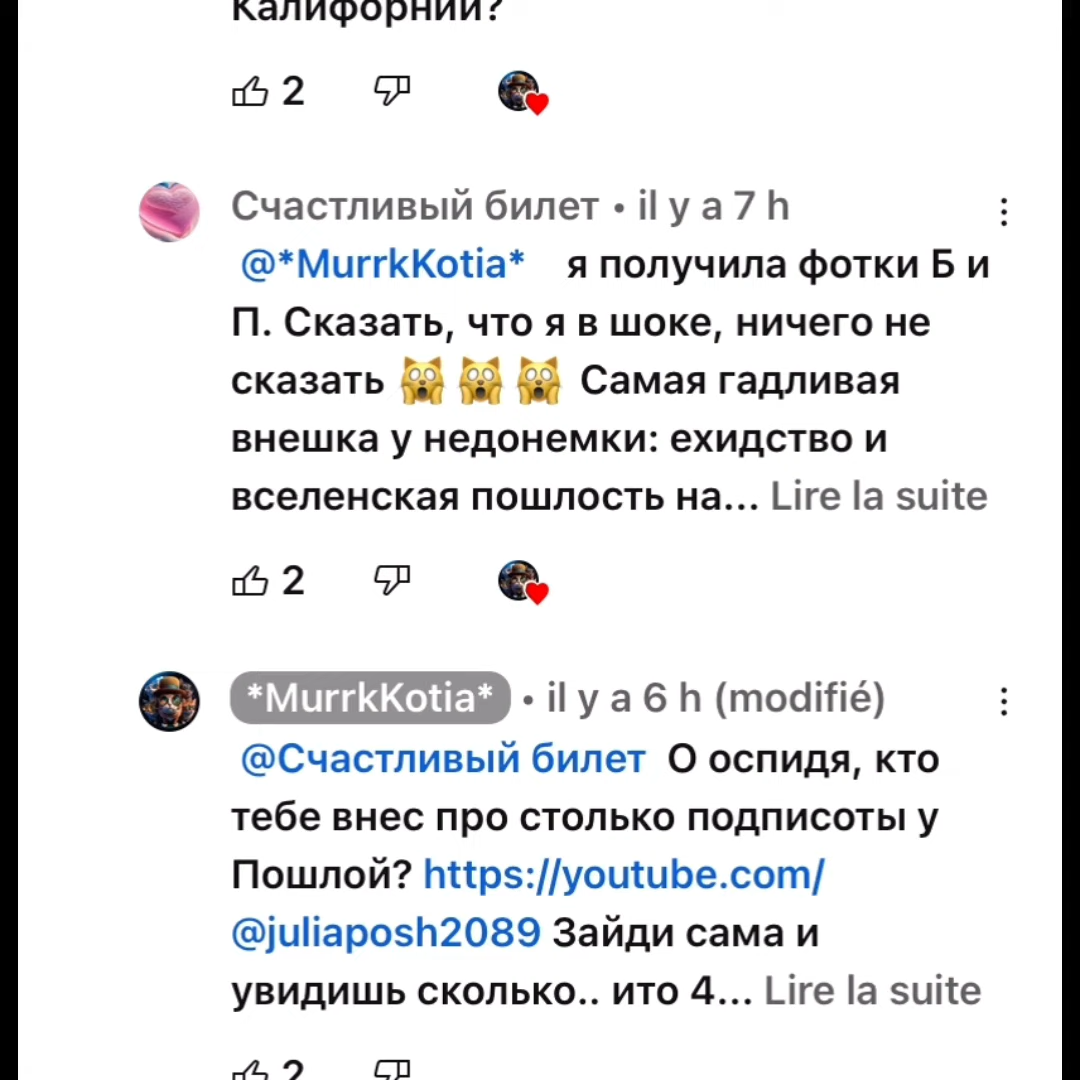 Калифорнии?
2
Счастливый билет • il y a 7 h
@*MurrkKotia* я получила фотки Б и
П. Сказать, что я в шоке, ничего не
сказать 🙀🙀🙀 Самая гадливая
внешка у недонемки: ехидство и
вселенская пошлость на... Lire la suite
2
*MurrkKotia* • il y a 6 h (modifié)
@Счастливый билет О оспидя, кто
тебе внес про столько подписоты у
Пошлой? https://youtube.com/
@juliaposh2089 Зайди сама и
увидишь сколько.. ито 4... Lire la suite
2